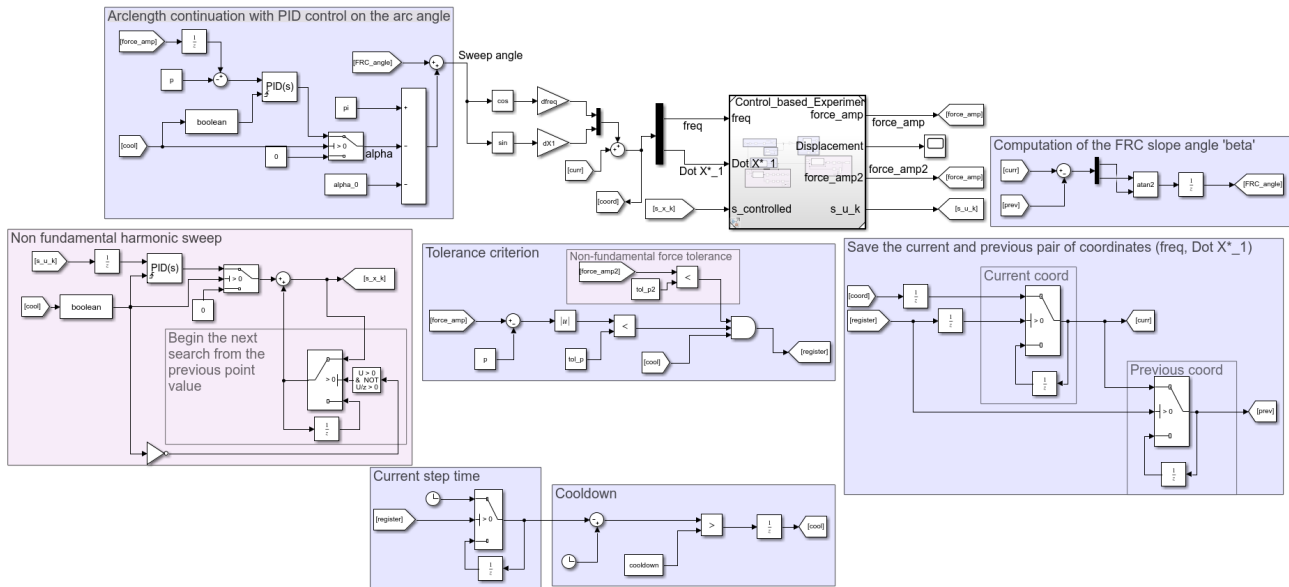 Arclength continuation with PID control on the arc angle
[force_amp]
1
z
p
PID(s)
boolean
[cool]
0
> 0
alpha
pi
alpha_0
[FRC_angle]
Sweep angle
cos
sin
dfreq
dX1
[curr]
[coord]
freq
Dot X*_1
[s_x_k]
Control_based_Experimen
freq
force_amp
Displacement
Dot X*_1
force_amp2
s_controlled
s_u_k
force_amp
[force_amp]
force_amp2
[force_amp]
s_u_k
[s_u_k]
Computation of the FRC slope angle 'beta'
[curr]
[prev]
atan2
1
z
[FRC_angle]
Non fundamental harmonic sweep
[s_u_k]
1
z
PID(s)
[cool]
boolean
> 0
0
[s_x_k]
Begin the next
search from the
previous point
value
> 0
U > 0
& NOT
U/z > 0
1
z
Tolerance criterion
Non-fundamental force tolerance
[force_amp2]
tol_p2
<
[force_amp]
p
|u|
tol_p
<
[cool]
[register]
Save the current and previous pair of coordinates (freq, Dot X*_1)
Current coord
[coord]
1
z
[register]
1
z
> 0
[curr]
1
z
Previous coord
> 0
[prev]
1
z
Current step time
[register]
> 0
1
z
Cooldown
cooldown
>
1
z
[cool]